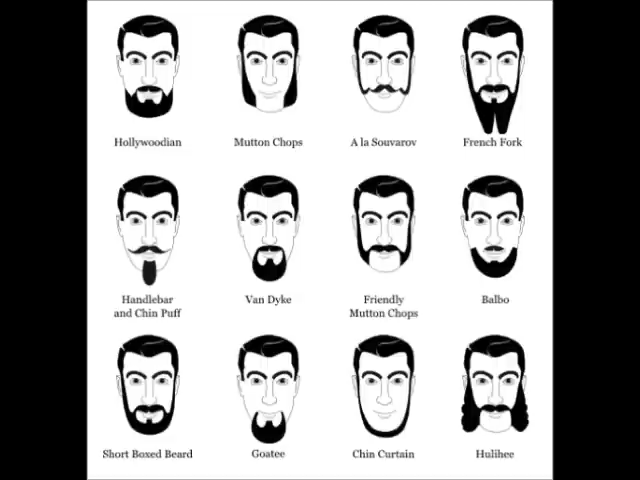 Hollywoodian
Mutton Chops
A la Souvarov
French Fork
Handlebar
and Chin Puff
Van Dyke
Friendly
Mutton Chops
Balbo
Short Boxed Beard
Goatee
Chin Curtain
Hulihee